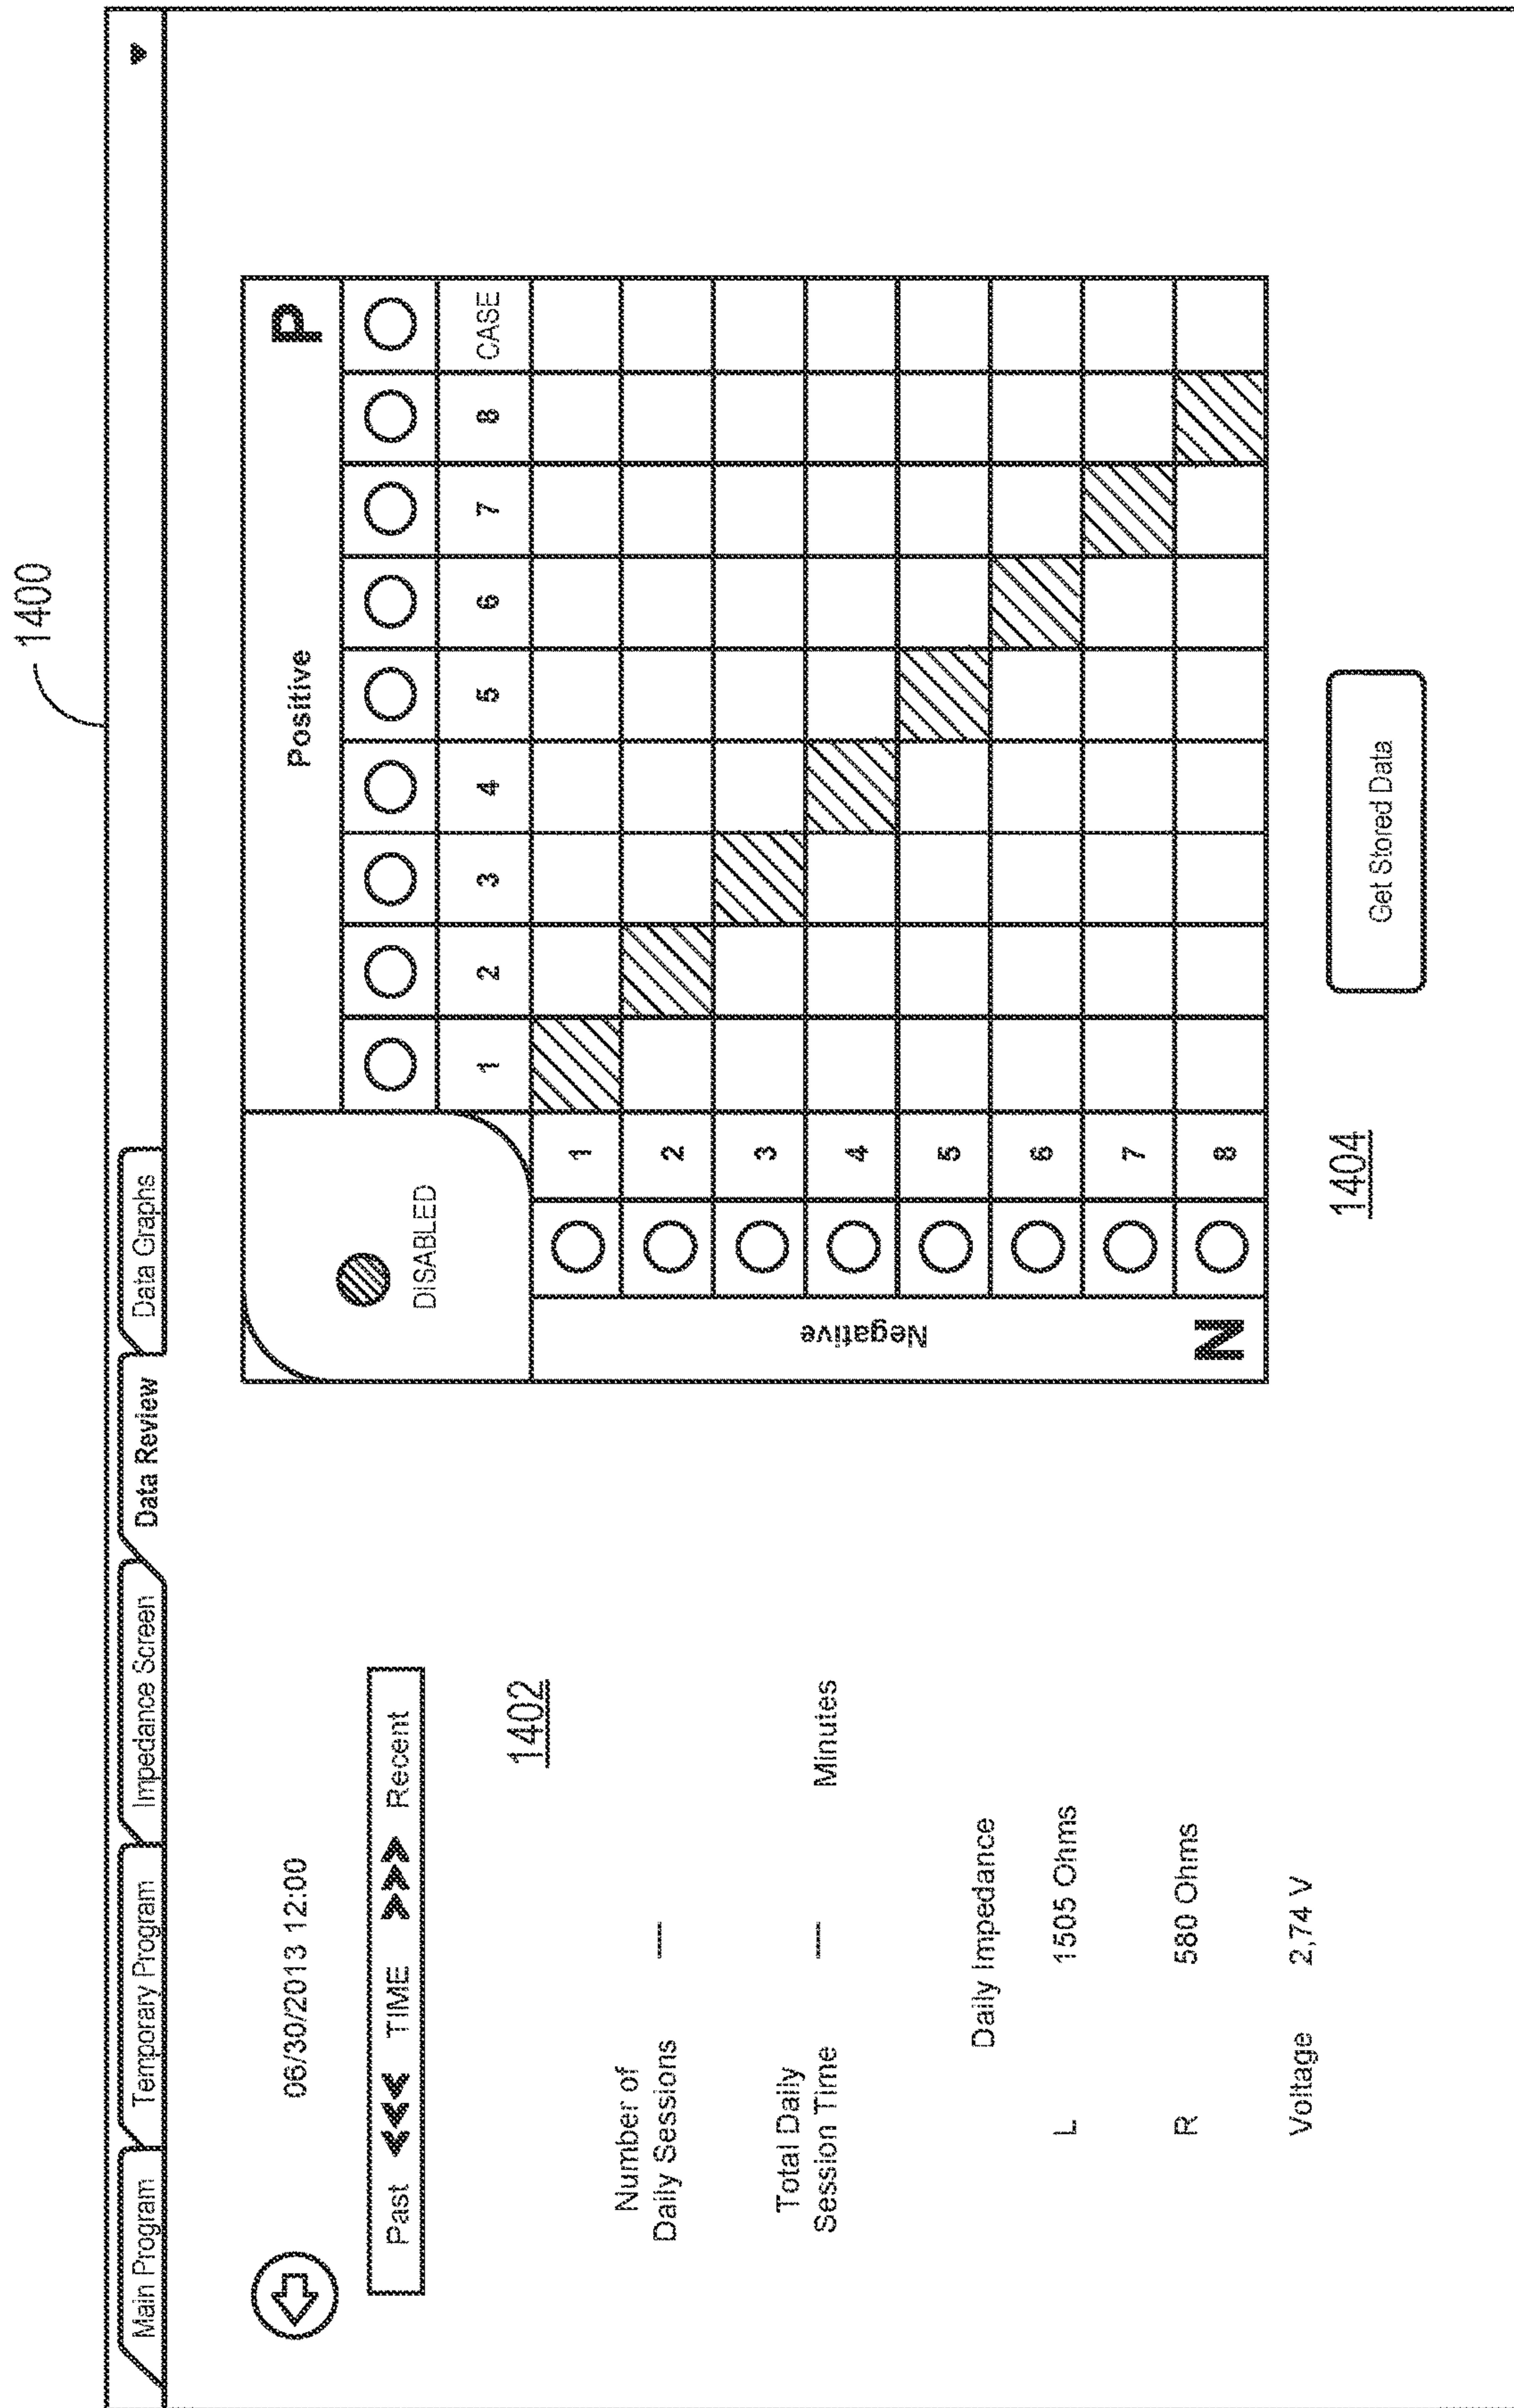 1400
Main Program
Temporary Program
Impedance Screen
Data Review
Data Graphs
06/30/2013 12:00
Past <<< TIME >>> Recent
1402
Number of
Daily Sessions —
Total Daily
Session Time — Minutes
Daily Impedance
L 1505 Ohms
R 580 Ohms
Voltage 2,74 V
DISABLED
Positive P
1 2 3 4 5 6 7 8 CASE
Negative
N
1
2
3
4
5
6
7
8
1404
Get Stored Data